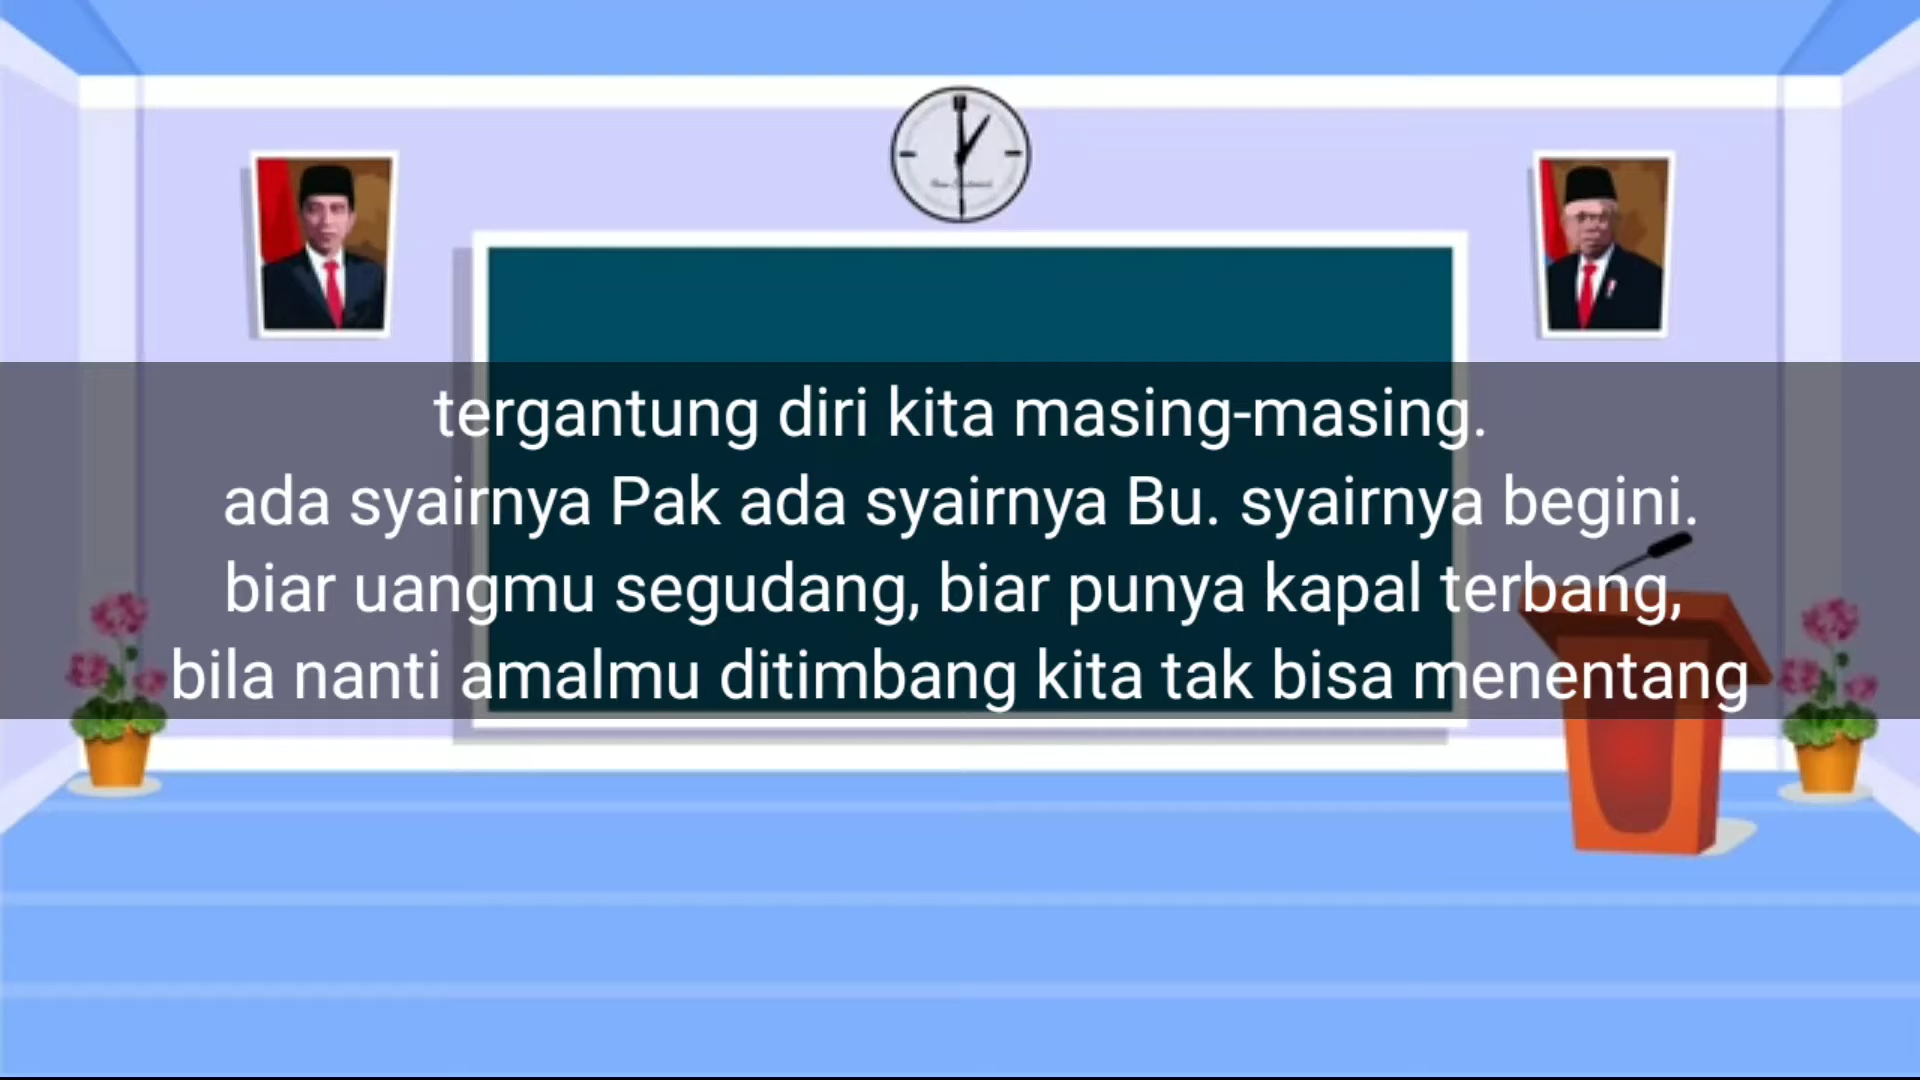 tergantung diri kita masing-masing.
ada syairnya Pak ada syairnya Bu. syairnya begini.
biar uangmu segudang, biar punya kapal terbang,
bila nanti amalmu ditimbang kita tak bisa menentang